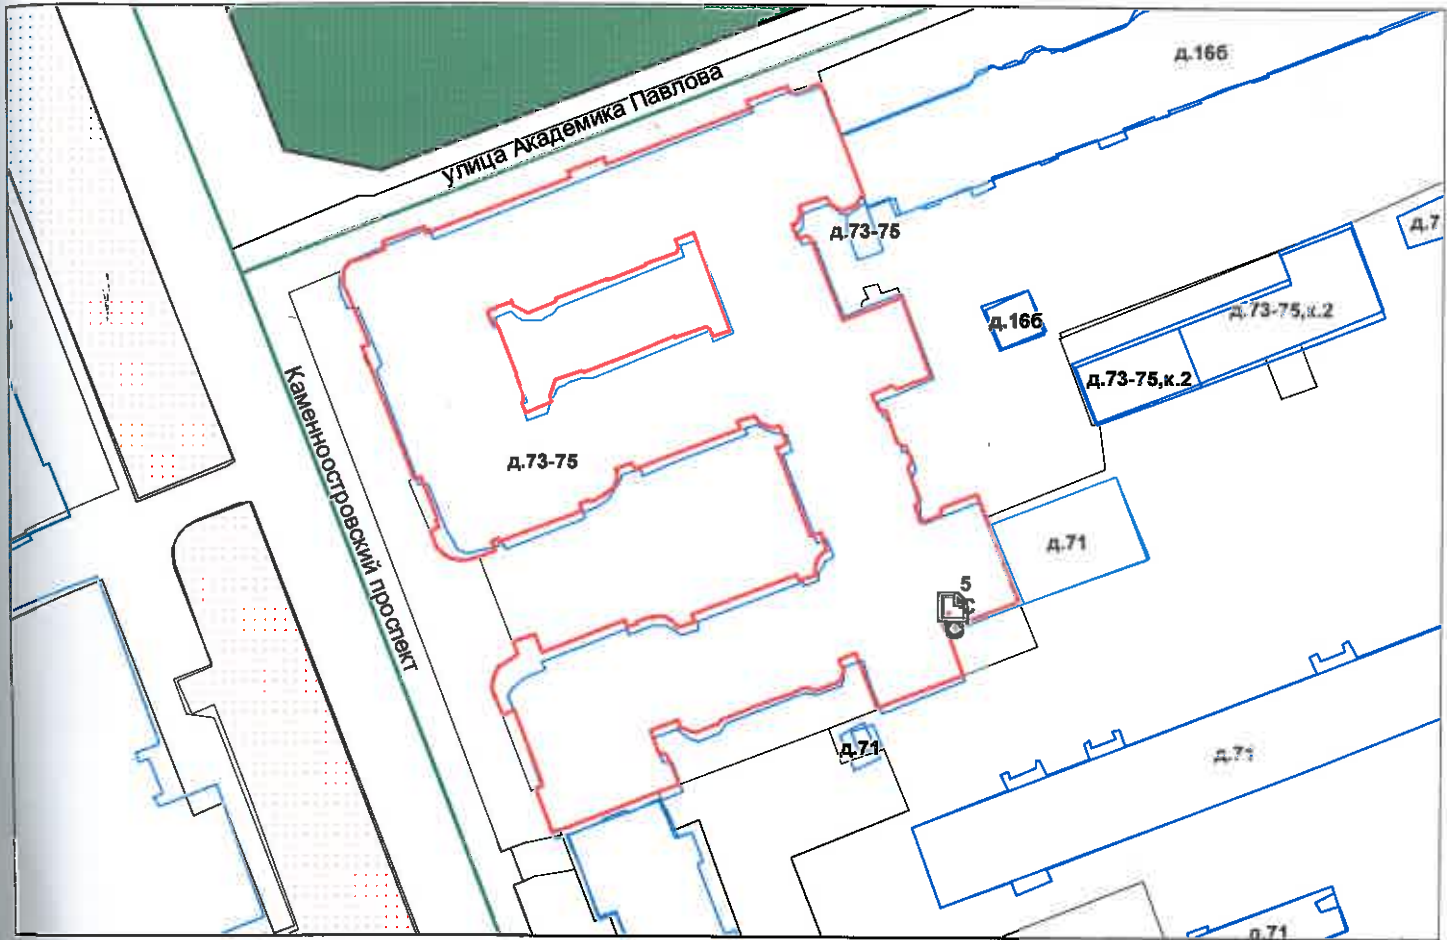 д.16б
улица Академика Павлова
д.73-75
д.7
д.16б
д.73-75,к.2
д.73-75,к.2
Каменноостровский проспект
д.73-75
д.71
5
д.71
д.71
д.71